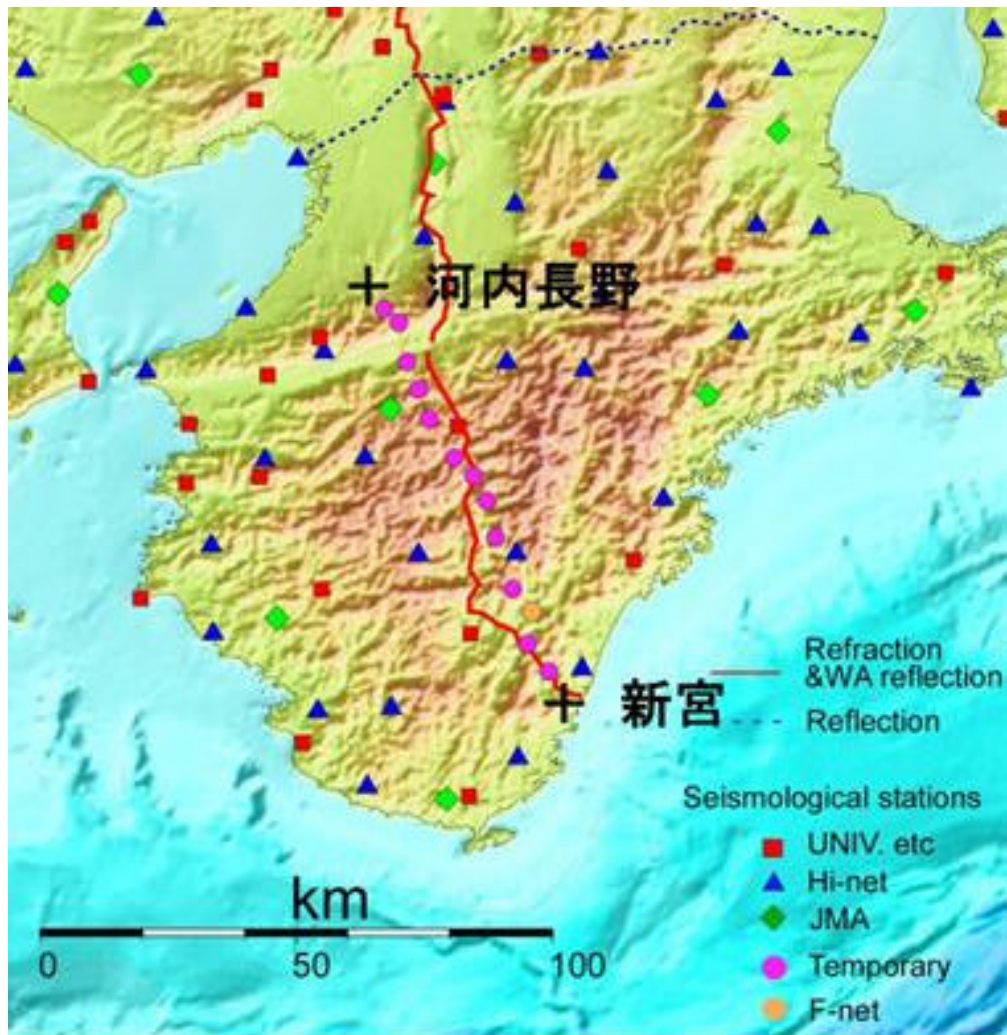 河内長野
Refraction
&WA reflection
新宮
Reflection
Seismological stations
UNIV. etc
Hi-net
JMA
Temporary
F-net
km
0 50 100